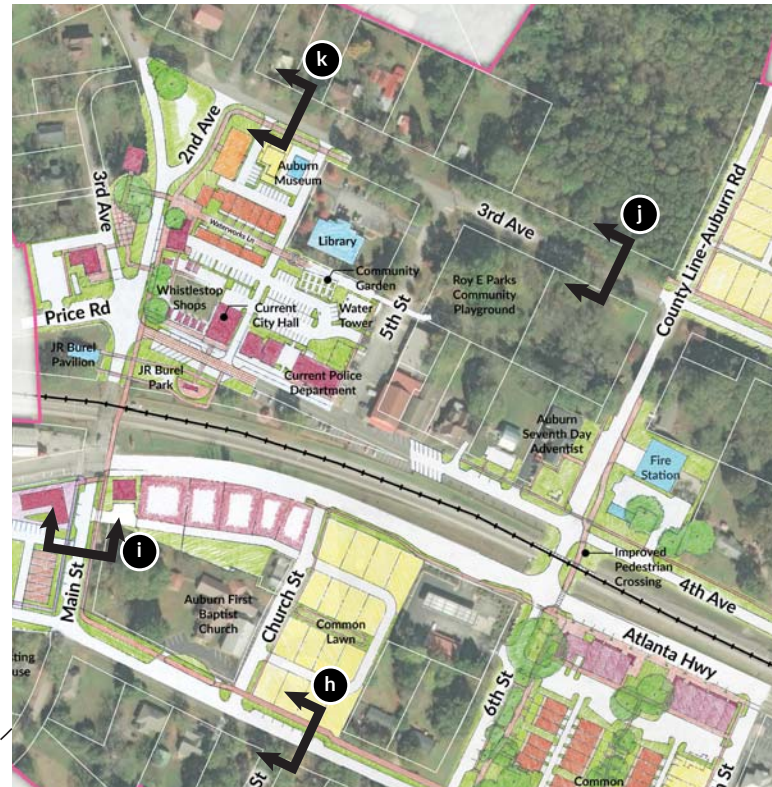 k
2nd Ave
Auburn
Museum
3rd Ave
3rd Ave
j
County Line-Auburn Rd
Waterworks Ln
Library
Community
Garden
Roy E Parks
Community
Playground
Whistlestop
Shops
Current
City Hall
Water
Tower
5th St
Price Rd
JR Burel
Pavilion
JR Burel
Park
Current Police
Department
Auburn
Seventh Day
Adventist
Fire
Station
i
Main St
Improved
Pedestrian
Crossing
4th Ave
Auburn First
Baptist
Church
Church St
Common
Lawn
Atlanta Hwy
h
6th St
sting
use
St
Common